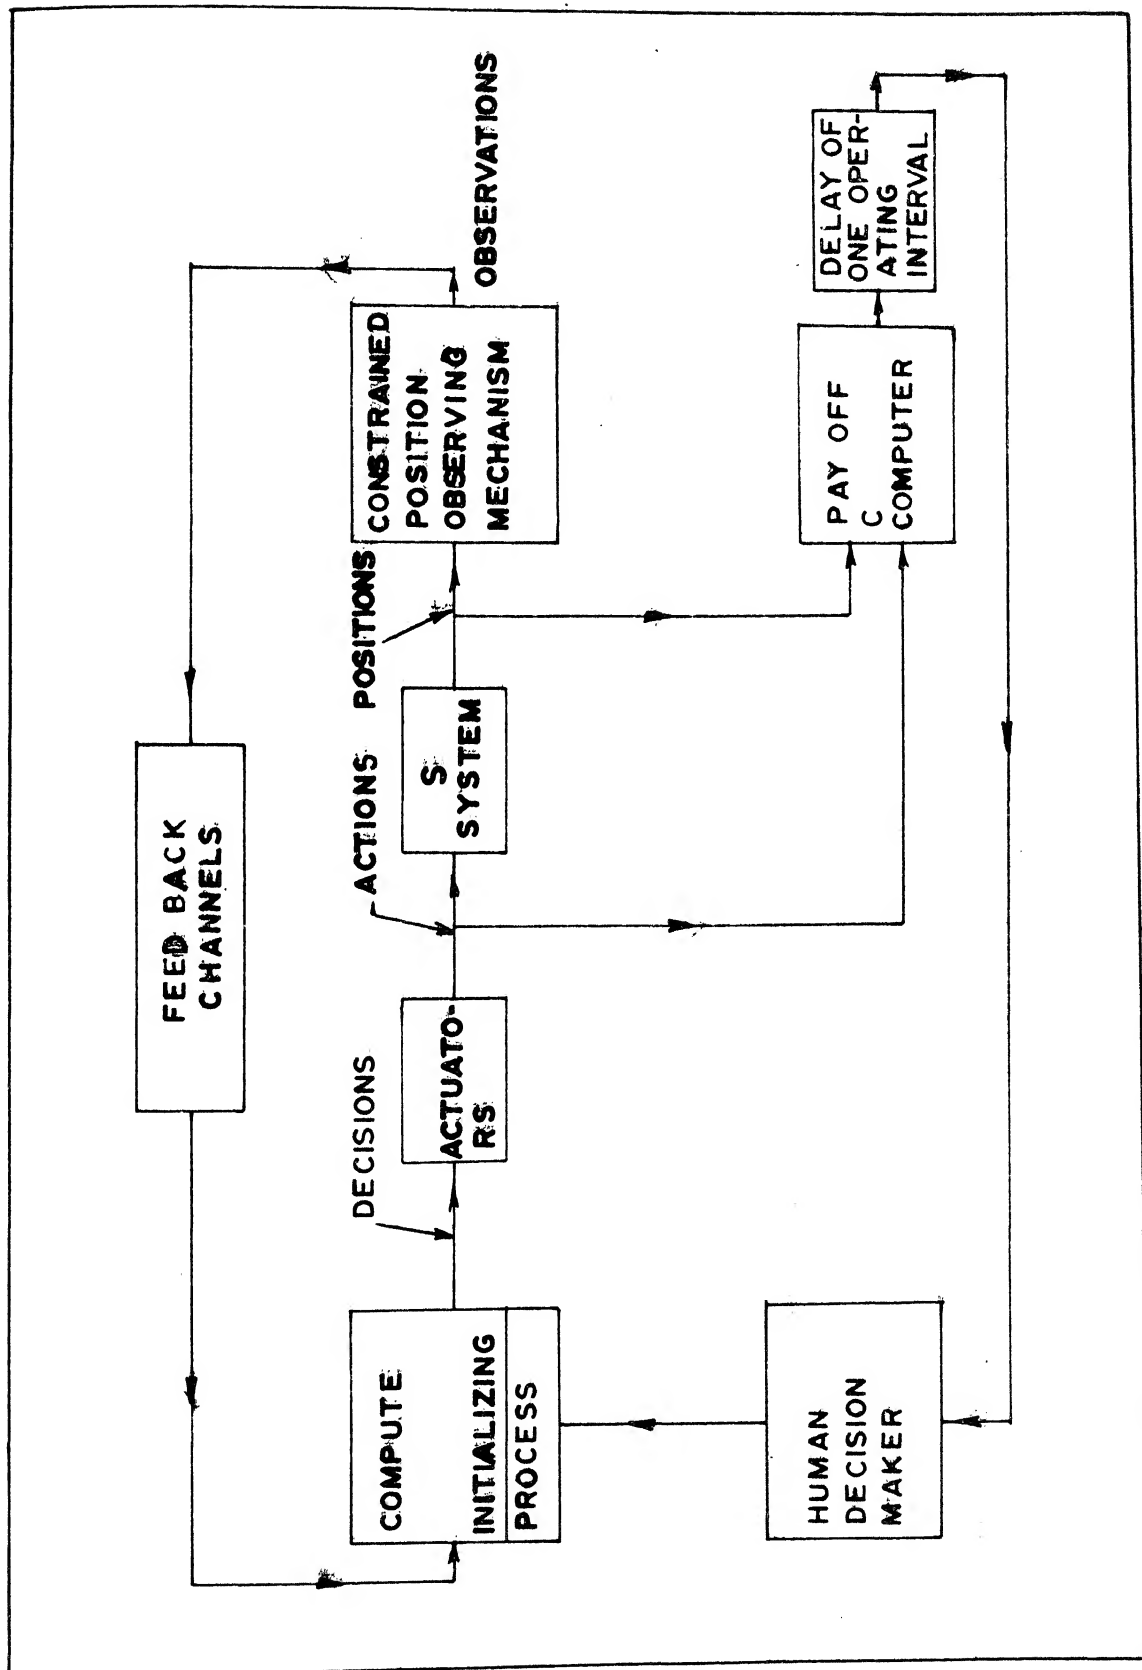 FEED BACK
CHANNELS
COMPUTE
INITIALIZING
PROCESS
DECISIONS
ACTUATO-
RS
ACTIONS
S
SYSTEM
POSITIONS
CONSTRAINED
POSITION
OBSERVING
MECHANISM
OBSERVATIONS
HUMAN
DECISION
MAKER
PAY OFF
C
COMPUTER
DELAY OF
ONE OPER-
ATING
INTERVAL